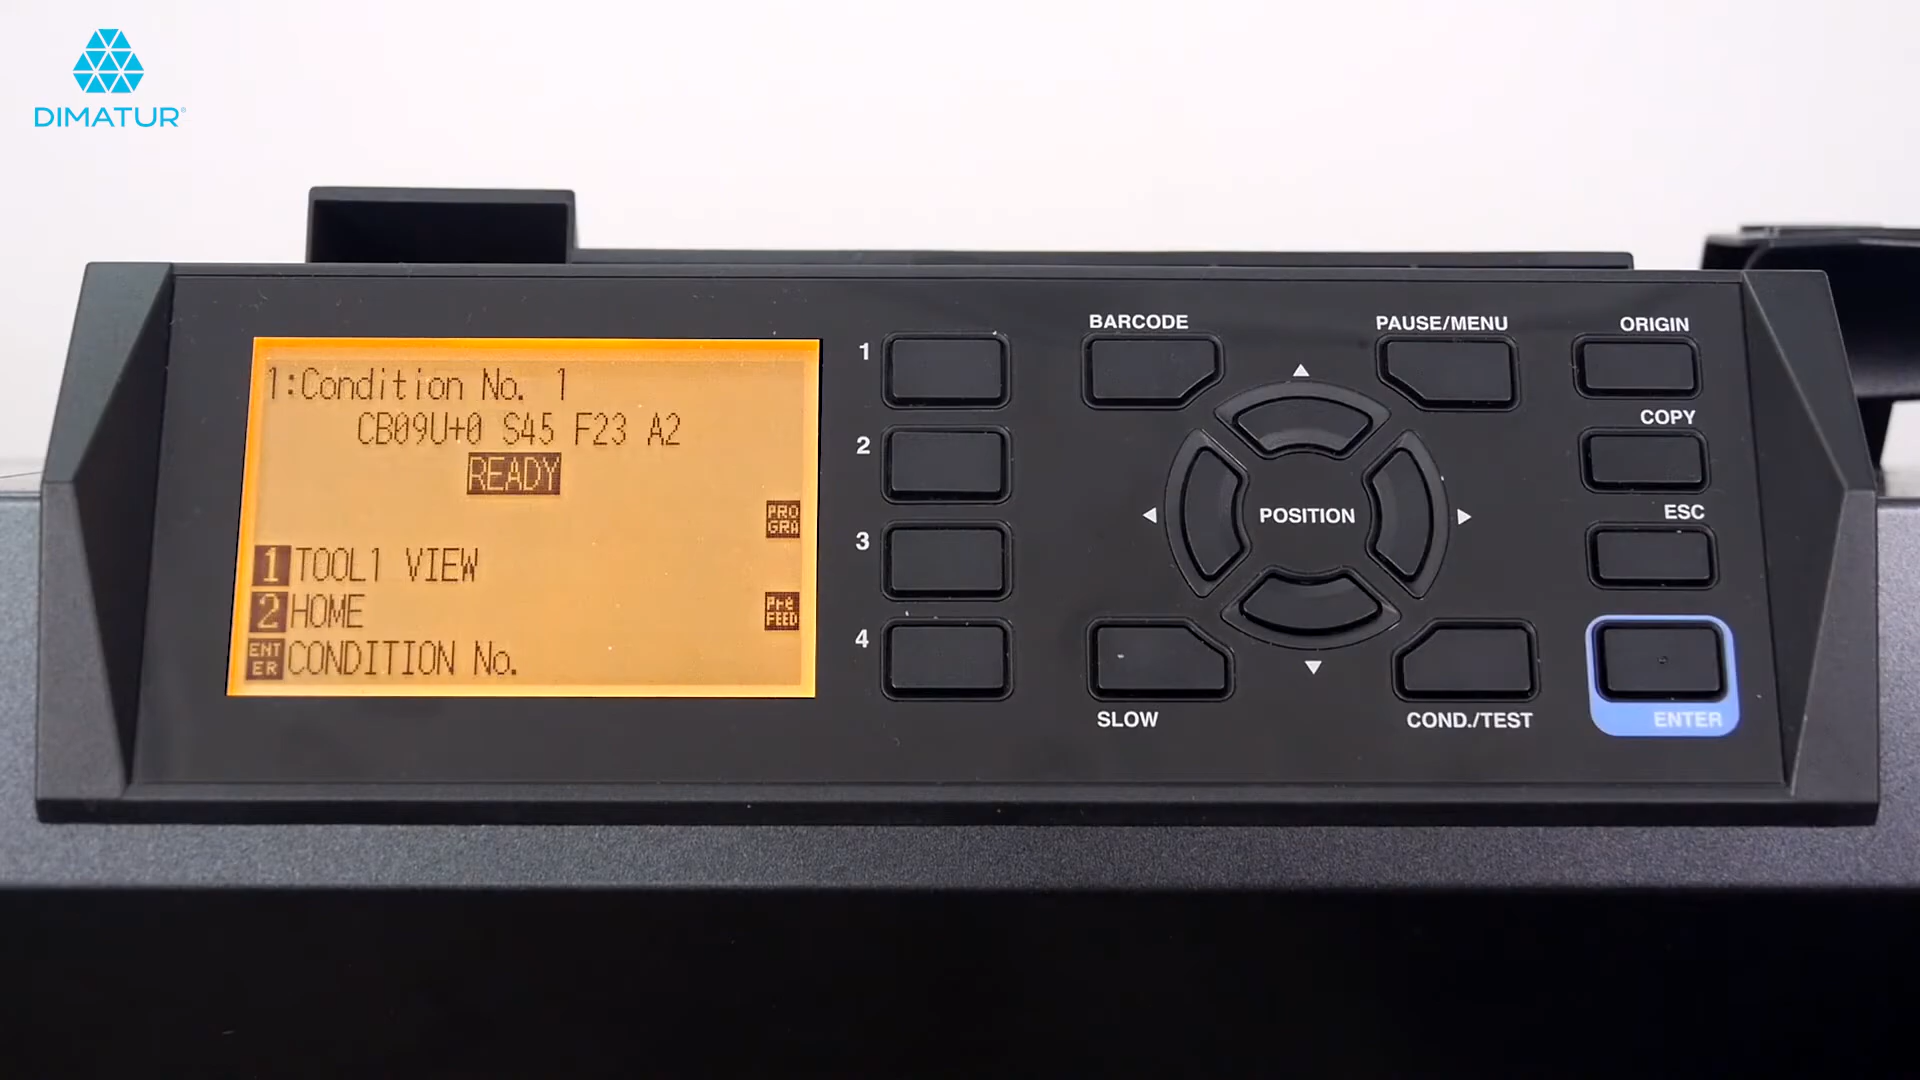 DIMATUR®
1:Condition No. 1
CB09U+0 S45 F23 A2
READY
PRO
GRA
1 TOOL1 VIEW
2 HOME
Pre
FEED
ENT
ER CONDITION No.
1
2
3
4
BARCODE
PAUSE/MENU
ORIGIN
COPY
POSITION
ESC
SLOW
COND./TEST
ENTER